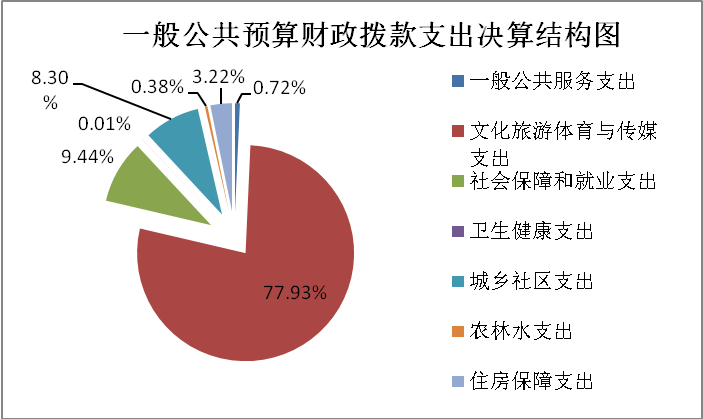 一般公共预算财政拨款支出决算结构图
8.30
%
0.38%
3.22%
0.72%
0.01%
9.44%
77.93%
一般公共服务支出
文化旅游体育与传媒
支出
社会保障和就业支出
卫生健康支出
城乡社区支出
农林水支出
住房保障支出